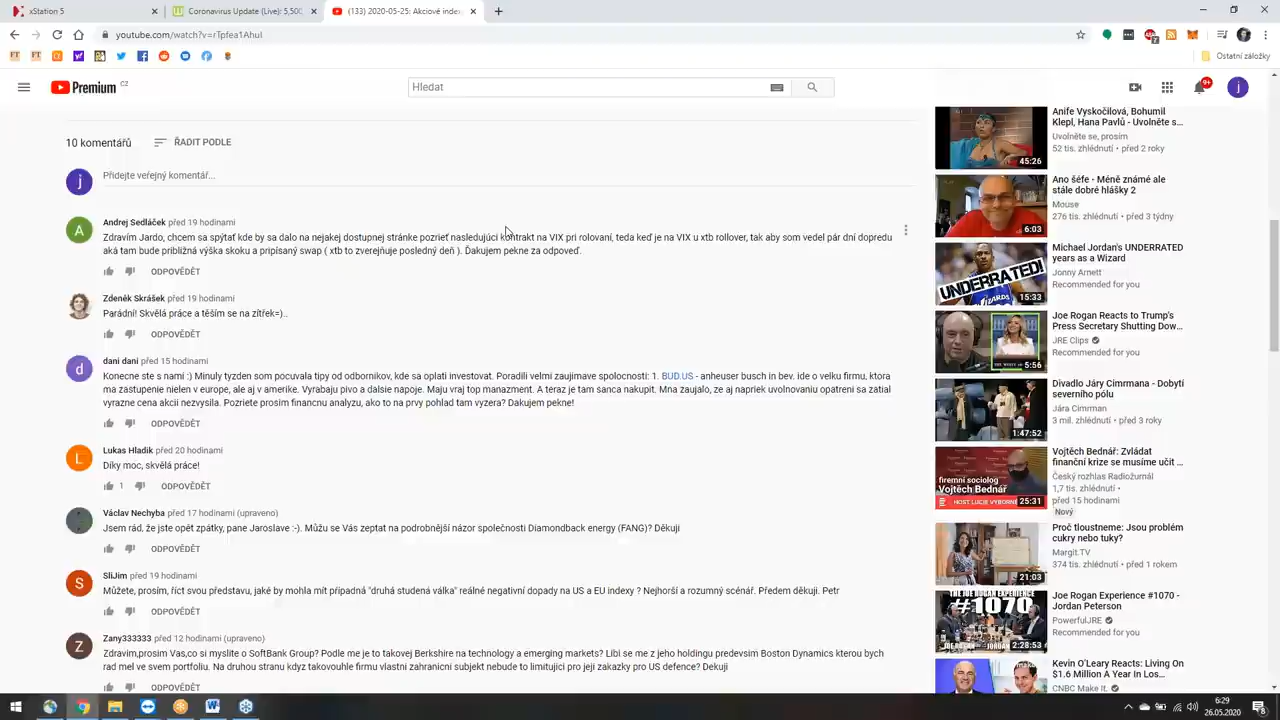 xStation 5
Coronavirus Update (Live): 5,500
(133) 2020-05-25: Akciové index
youtube.com/watch?v=rTpfea1AhuI
Ostatní záložky
Premium CZ
Hledat
9+
10 komentářů
ŘADIT PODLE
Přidejte veřejný komentář...
Andrej Sedláček před 19 hodinami
Zdravím Jardo, chcem sa spýtať kde by sa dalo na nejakej dostupnej stránke pozrieť nasledujúci kontrakt na VIX pri rolovaní, teda keď je na VIX u xtb rollover, tak aby som vedel pár dní dopredu
aká tam bude približná výška skoku a pripísaný swap ( xtb to zverejňuje posledný deň ). Ďakujem pekne za odpoveď.
ODPOVĚDĚT
Zdeněk Skrášek před 19 hodinami
Parádní! Skvělá práce a těším se na zítřek=)..
ODPOVĚDĚT
dani dani před 15 hodinami
Konecne ste s nami :) Minuly tyzden som pozeral na tipy od odbornikov, kde sa oplati investovat. Poradili velmi zaujimave spolocnosti: 1. BUD.US - anheuser busch inn bev. ide o velku firmu, ktora
ma zastupenie nielen v europe, ale aj v amerike. Vyrabaju pivo a dalsie napoje. Maju vraj top manazment. A teraz je tam sanca nakupit. Mna zaujalo, ze aj napriek uvolnovaniu opatreni sa zatial
vyrazne cena akcii nezvysila. Pozriete prosim financnu analyzu, ako to na prvy pohlad tam vyzera? Dakujem pekne!
ODPOVĚDĚT
Lukas Hladik před 20 hodinami
Díky moc, skvělá práce!
1 ODPOVĚDĚT
Václav Nechyba před 17 hodinami (upraveno)
Jsem rád, že jste opět zpátky, pane Jaroslave :-). Můžu se Vás zeptat na podrobnější názor společnosti Diamondback energy (FANG)? Děkuji
ODPOVĚDĚT
SliJim před 19 hodinami
Můžete, prosím, říct svou představu, jaké by mohla mít případná "druhá studená válka" reálné negativní dopady na US a EU indexy ? Nejhorší a rozumný scénář. Předem děkuji. Petr
ODPOVĚDĚT
Zany333333 před 12 hodinami (upraveno)
Zdravim,prosim Vas,co si myslite o SoftBank Group? Podle me je to takovej Berkshire na technology a emerging markets? Libi se mi z jeho holdingu predevsim Boston Dynamics kterou bych
rad mel ve svem portfoliu. Na druhou stranu kdyz takovouhle firmu vlastni zahranicni subjekt nebude to limitujici pro jeji zakazky pro US defence? Dekuji
ODPOVĚDĚT
Anife Vyskočilová, Bohumil
Klepl, Hana Pavlů - Uvolněte s...
Uvolněte se, prosím
52 tis. zhlédnutí • před 2 roky
45:26
Ano šéfe - Méně známé ale
stále dobré hlášky 2
Mouse
276 tis. zhlédnutí • před 3 týdny
6:03
Michael Jordan's UNDERRATED
years as a Wizard
Jonny Arnett
Recommended for you
UNDERRATED!
15:33
Joe Rogan Reacts to Trump's
Press Secretary Shutting Dow...
JRE Clips
Recommended for you
5:56
Divadlo Járy Cimrmana - Dobytí
severního pólu
Jára Cimrman
3 mil. zhlédnutí • před 3 roky
1:47:52
Vojtěch Bednář: Zvládat
finanční krize se musíme učit ...
Český rozhlas Radiožurnál
1,7 tis. zhlédnutí •
před 15 hodinami
Nový
firemní sociolog
Vojtěch Bednář
HOST LUCIE VÝBORNÉ
25:31
Proč tloustneme: Jsou problém
cukry nebo tuky?
Margit.TV
374 tis. zhlédnutí • před 1 rokem
21:03
Joe Rogan Experience #1070 -
Jordan Peterson
PowerfulJRE
Recommended for you
THE JOE ROGAN EXPERIENCE
#1070
2:28:53
Kevin O'Leary Reacts: Living On
$1.6 Million A Year In Los...
CNBC Make It.
6:29
26.05.2020